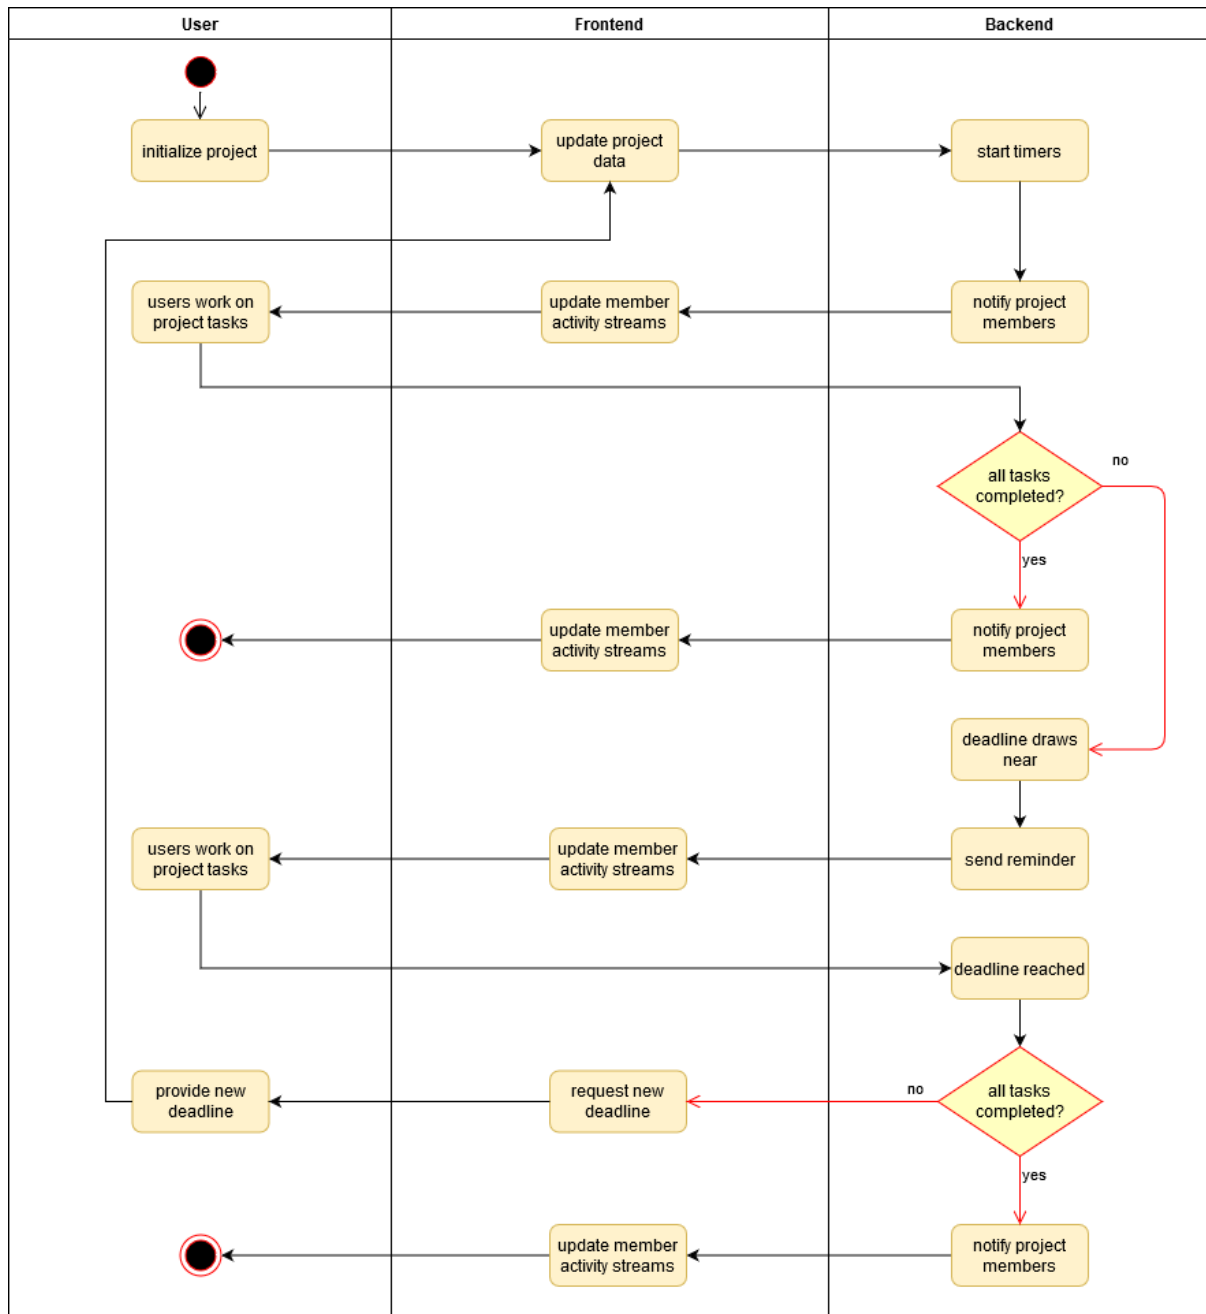 User
Frontend
Backend
initialize project
update project
data
start timers
users work on
project tasks
update member
activity streams
notify project
members
all tasks
completed?
no
yes
update member
activity streams
notify project
members
deadline draws
near
users work on
project tasks
update member
activity streams
send reminder
deadline reached
provide new
deadline
request new
deadline
no
all tasks
completed?
yes
update member
activity streams
notify project
members